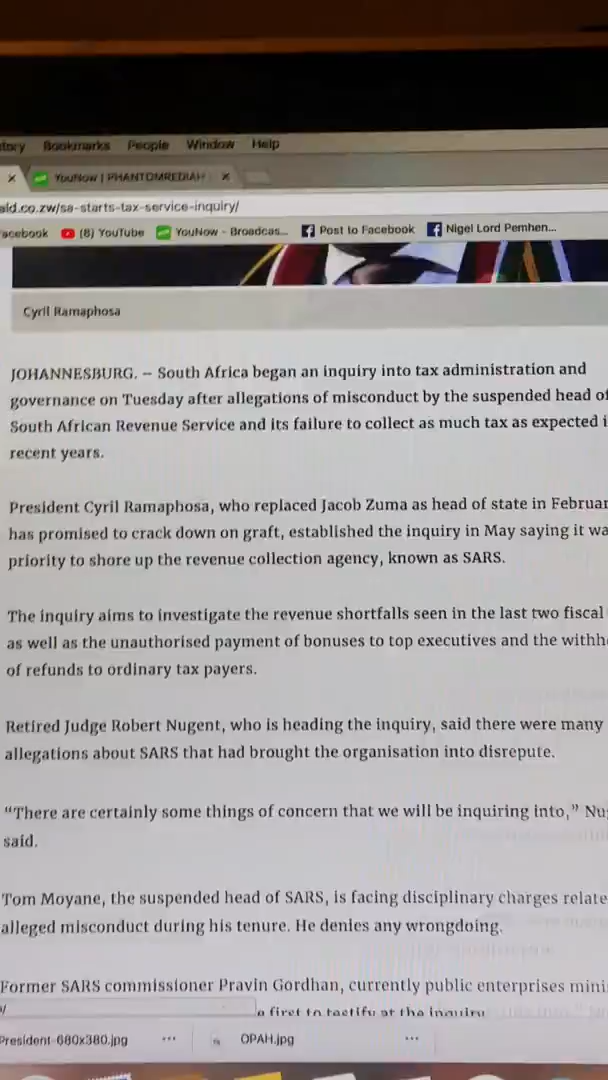 tory Bookmarks People Window Help
YouNow | PHANTOMREDIAH
ald.co.zw/sa-starts-tax-service-inquiry/
acebook (8) YouTube YouNow - Broadcas... Post to Facebook Nigel Lord Pemhen...
Cyril Ramaphosa
JOHANNESBURG. – South Africa began an inquiry into tax administration and
governance on Tuesday after allegations of misconduct by the suspended head of
South African Revenue Service and its failure to collect as much tax as expected i
recent years.
President Cyril Ramaphosa, who replaced Jacob Zuma as head of state in Februar
has promised to crack down on graft, established the inquiry in May saying it wa
priority to shore up the revenue collection agency, known as SARS.
The inquiry aims to investigate the revenue shortfalls seen in the last two fiscal
as well as the unauthorised payment of bonuses to top executives and the withh
of refunds to ordinary tax payers.
Retired Judge Robert Nugent, who is heading the inquiry, said there were many
allegations about SARS that had brought the organisation into disrepute.
“There are certainly some things of concern that we will be inquiring into,” Nug
said.
Tom Moyane, the suspended head of SARS, is facing disciplinary charges relate
alleged misconduct during his tenure. He denies any wrongdoing.
Former SARS commissioner Pravin Gordhan, currently public enterprises mini
first to testify at the inquiry
President-680x380.jpg ... OPAH.jpg ...